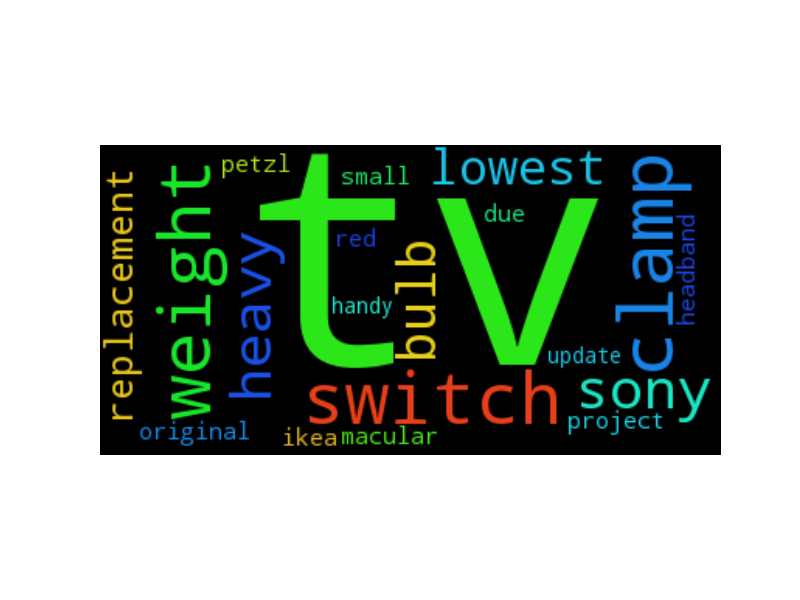 petzl
small
lowest
replacement
weight
tv
clamp
due
headband
red
heavy
bulb
handy
update
switch
sony
project
original
ikea
macular